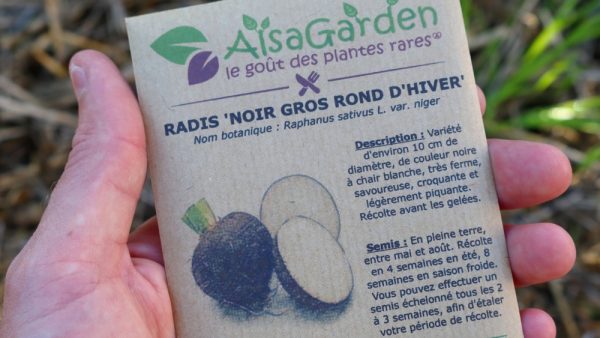 AïsaGarden
le goût des plantes rares®
RADIS 'NOIR GROS ROND D'HIVER'
Nom botanique : Raphanus sativus L. var. niger
Description : Variété
d'environ 10 cm de
diamètre, de couleur noire
à chair blanche, très ferme,
savoureuse, croquante et
légèrement piquante.
Récolte avant les gelées.
Semis : En pleine terre,
entre mai et août. Récolte
en 4 semaines en été, 8
semaines en saison froide.
Vous pouvez effectuer un
semis échelonné tous les 2
à 3 semaines, afin d'étaler
votre période de récolte.